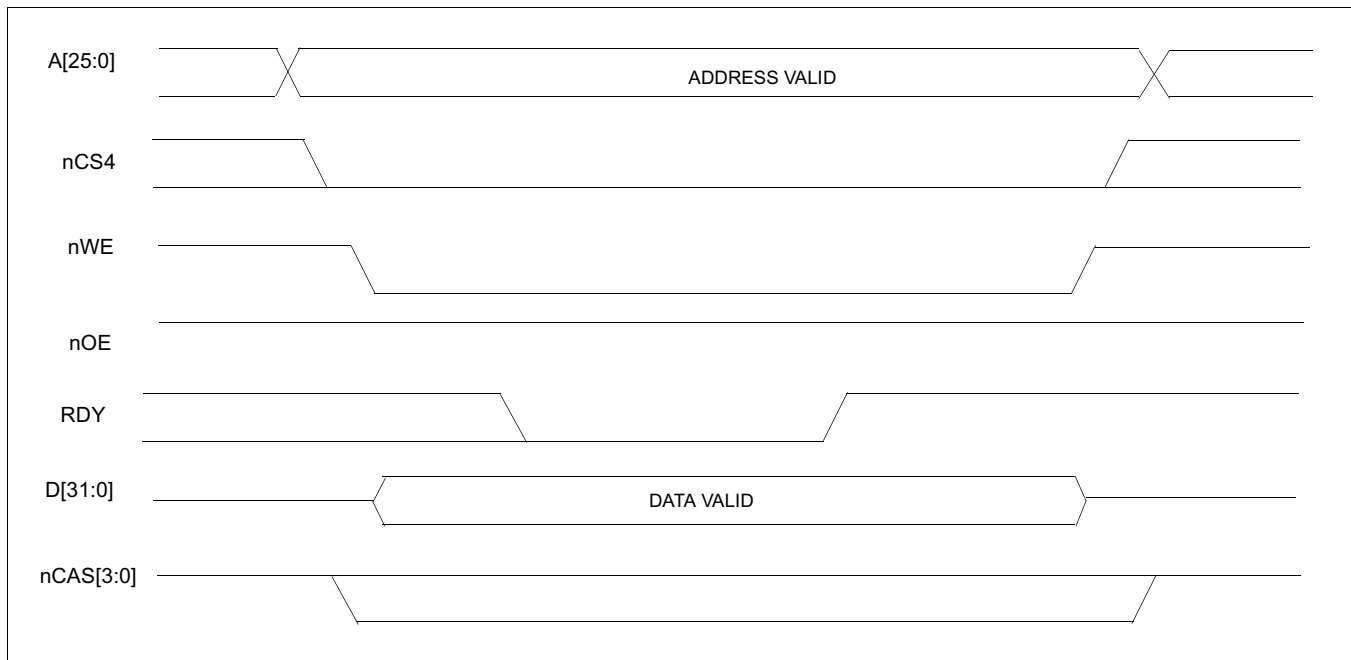 A[25:0]
ADDRESS VALID
nCS4
nWE
nOE
RDY
D[31:0]
DATA VALID
nCAS[3:0]